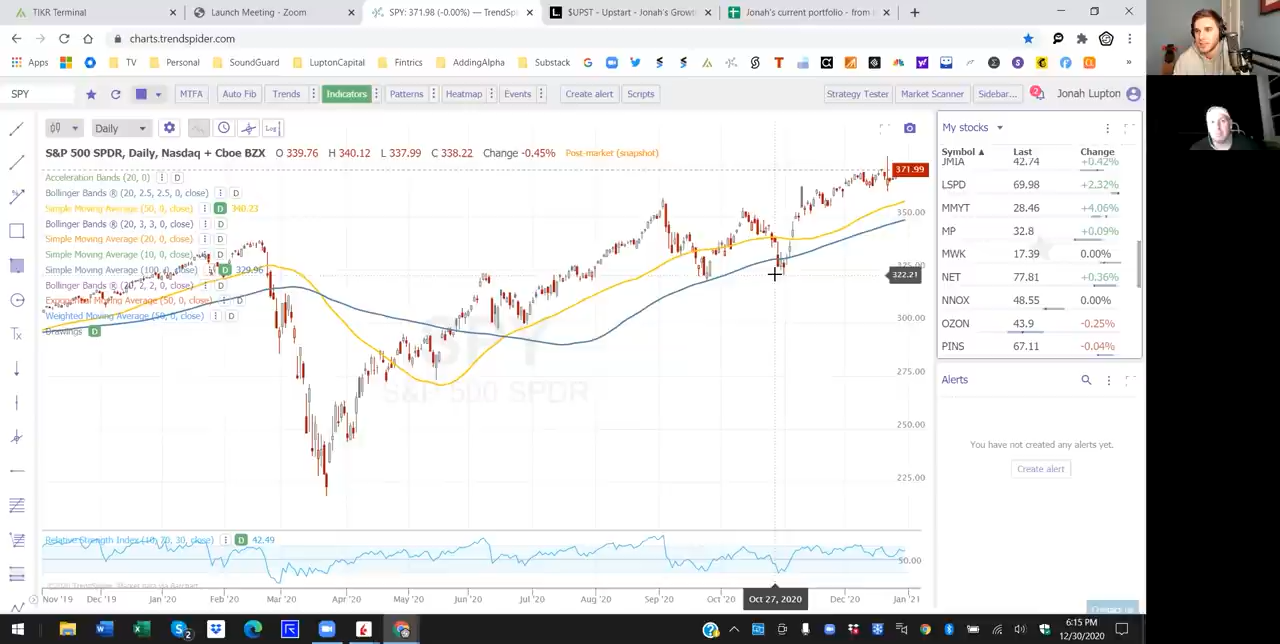 TIKR Terminal
Launch Meeting - Zoom
SPY: 371.98 (-0.00%) — TrendSpi
$UPST - Upstart - Jonah's Growt
Jonah's current portfolio - from i
charts.trendspider.com
Apps
TV
Personal
SoundGuard
LuptonCapital
Fintrics
AddingAlpha
Substack
SPY
MTFA
Auto Fib
Trends
Indicators
Patterns
Heatmap
Events
Create alert
Scripts
Strategy Tester
Market Scanner
Sidebar...
2
Jonah Lupton
Daily
Log
S&P 500 SPDR, Daily, Nasdaq + Cboe BZX O 339.76 H 340.12 L 337.99 C 338.22 Change -0.45% Post-market (snapshot)
Acceleration Bands (20, 0) D
Bollinger Bands ® (20, 2.5, 2.5, 0, close) D
Simple Moving Average (50, 0, close) D 340.23
Bollinger Bands ® (20, 3, 3, 0, close) D
Simple Moving Average (20, 0, close) D
Simple Moving Average (10, 0, close) D
Simple Moving Average (100, 0, close) D 329.96
Bollinger Bands ® (20, 2, 2, 0, close) D
Exponential Moving Average (50, 0, close) D
Weighted Moving Average (50, 0, close) D
Drawings D
SPY
S&P 500 SPDR
371.99
350.00
325.00
322.21
300.00
275.00
250.00
225.00
Relative Strength Index (10, 70, 30, close) D 42.49
50.00
Nov '19 Dec '19 Jan '20 Feb '20 Mar '20 Apr '20 May '20 Jun '20 Jul '20 Aug '20 Sep '20 Oct '20 Oct 27, 2020 Dec '20 Jan '21
My stocks
Symbol Last Change
JMIA 42.74 +0.42%
LSPD 69.98 +2.32%
MMYT 28.46 +4.06%
MP 32.8 +0.09%
MWK 17.39 0.00%
NET 77.81 +0.36%
NNOX 48.55 0.00%
OZON 43.9 -0.25%
PINS 67.11 -0.04%
Alerts
You have not created any alerts yet.
Create alert
Contact us
6:15 PM
12/30/2020